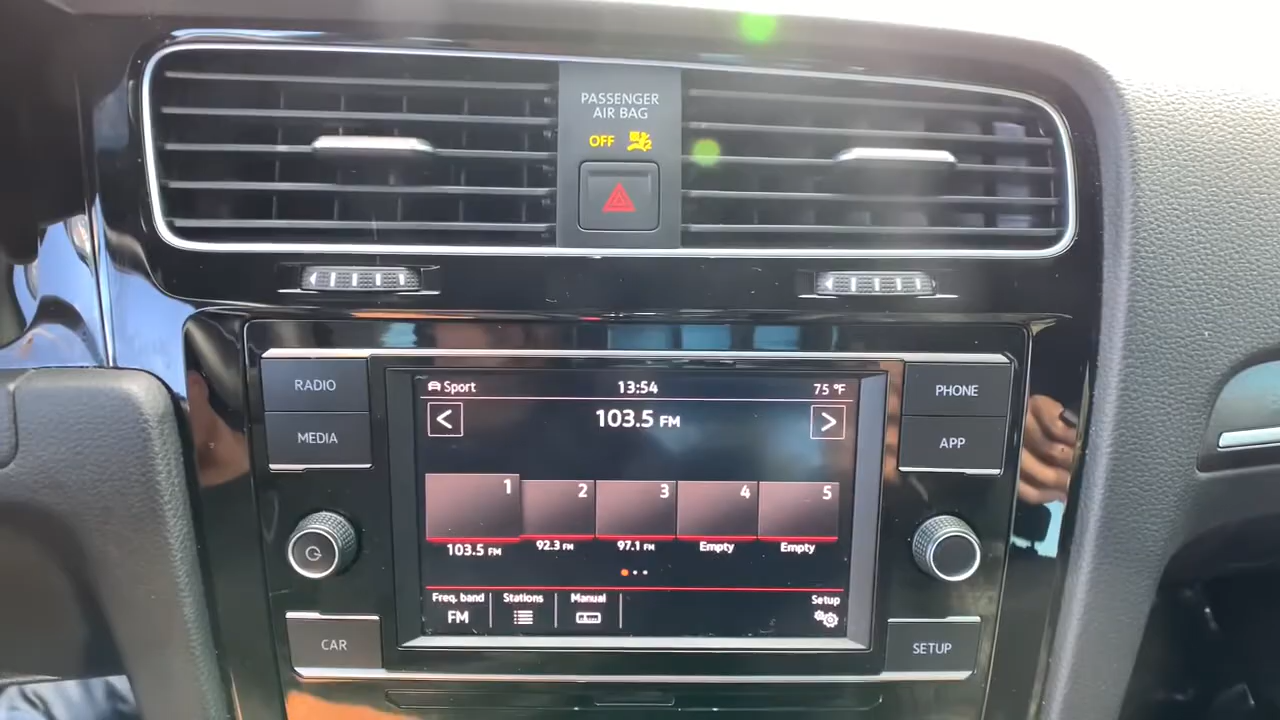 PASSENGER
AIR BAG
OFF
RADIO
MEDIA
PHONE
APP
Sport 13:54 75 °F
< 103.5 FM >
1 2 3 4 5
103.5 FM 92.3 FM 97.1 FM Empty Empty
Freq. band Stations Manual Setup
FM
CAR
SETUP